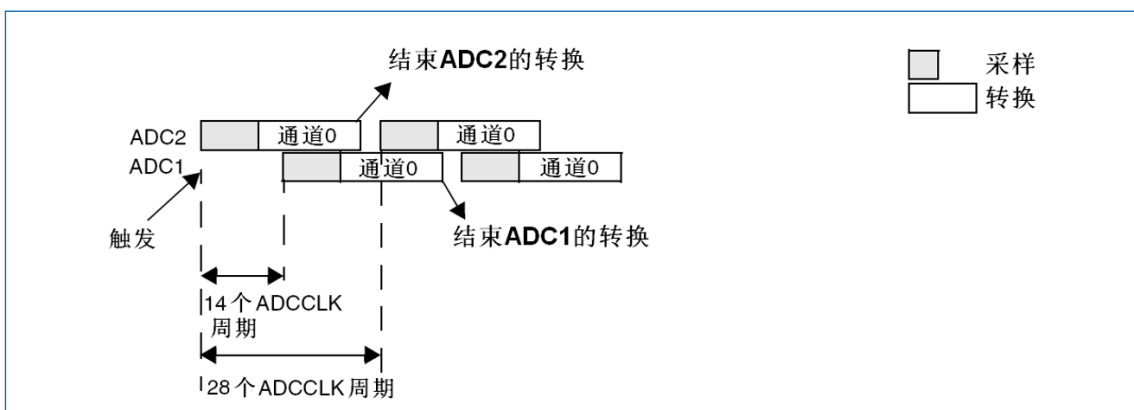 结束ADC2的转换
采样
转换
ADC2
通道0
通道0
ADC1
通道0
通道0
触发
结束ADC1的转换
14个ADCCLK
周期
28个ADCCLK周期